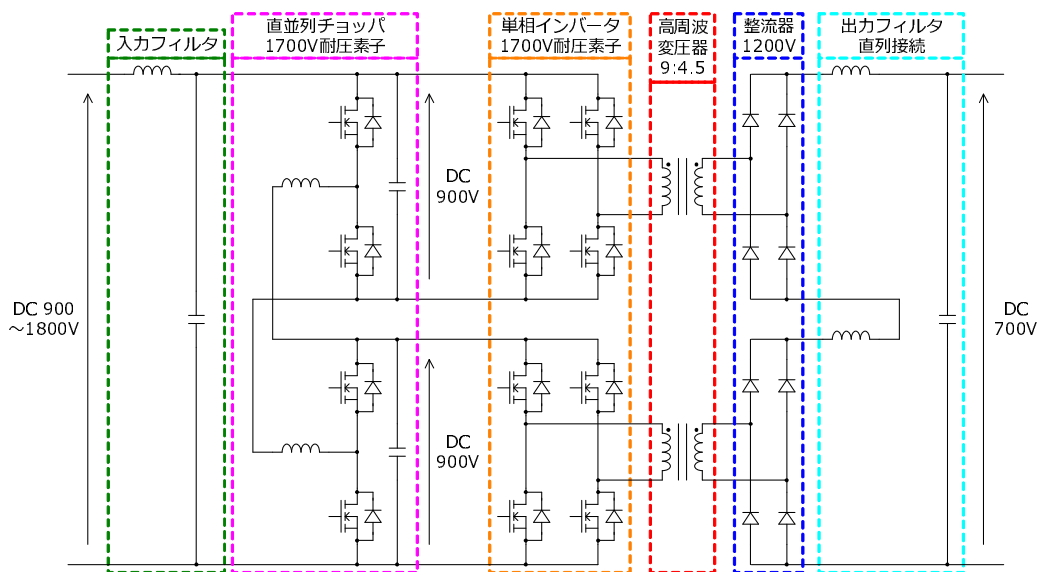 入力フィルタ
直並列チョッパ
1700V耐圧素子
単相インバータ
1700V耐圧素子
高周波
変圧器
9:4.5
整流器
1200V
出力フィルタ
直列接続
DC 900
～1800V
DC
900V
DC
900V
DC
700V